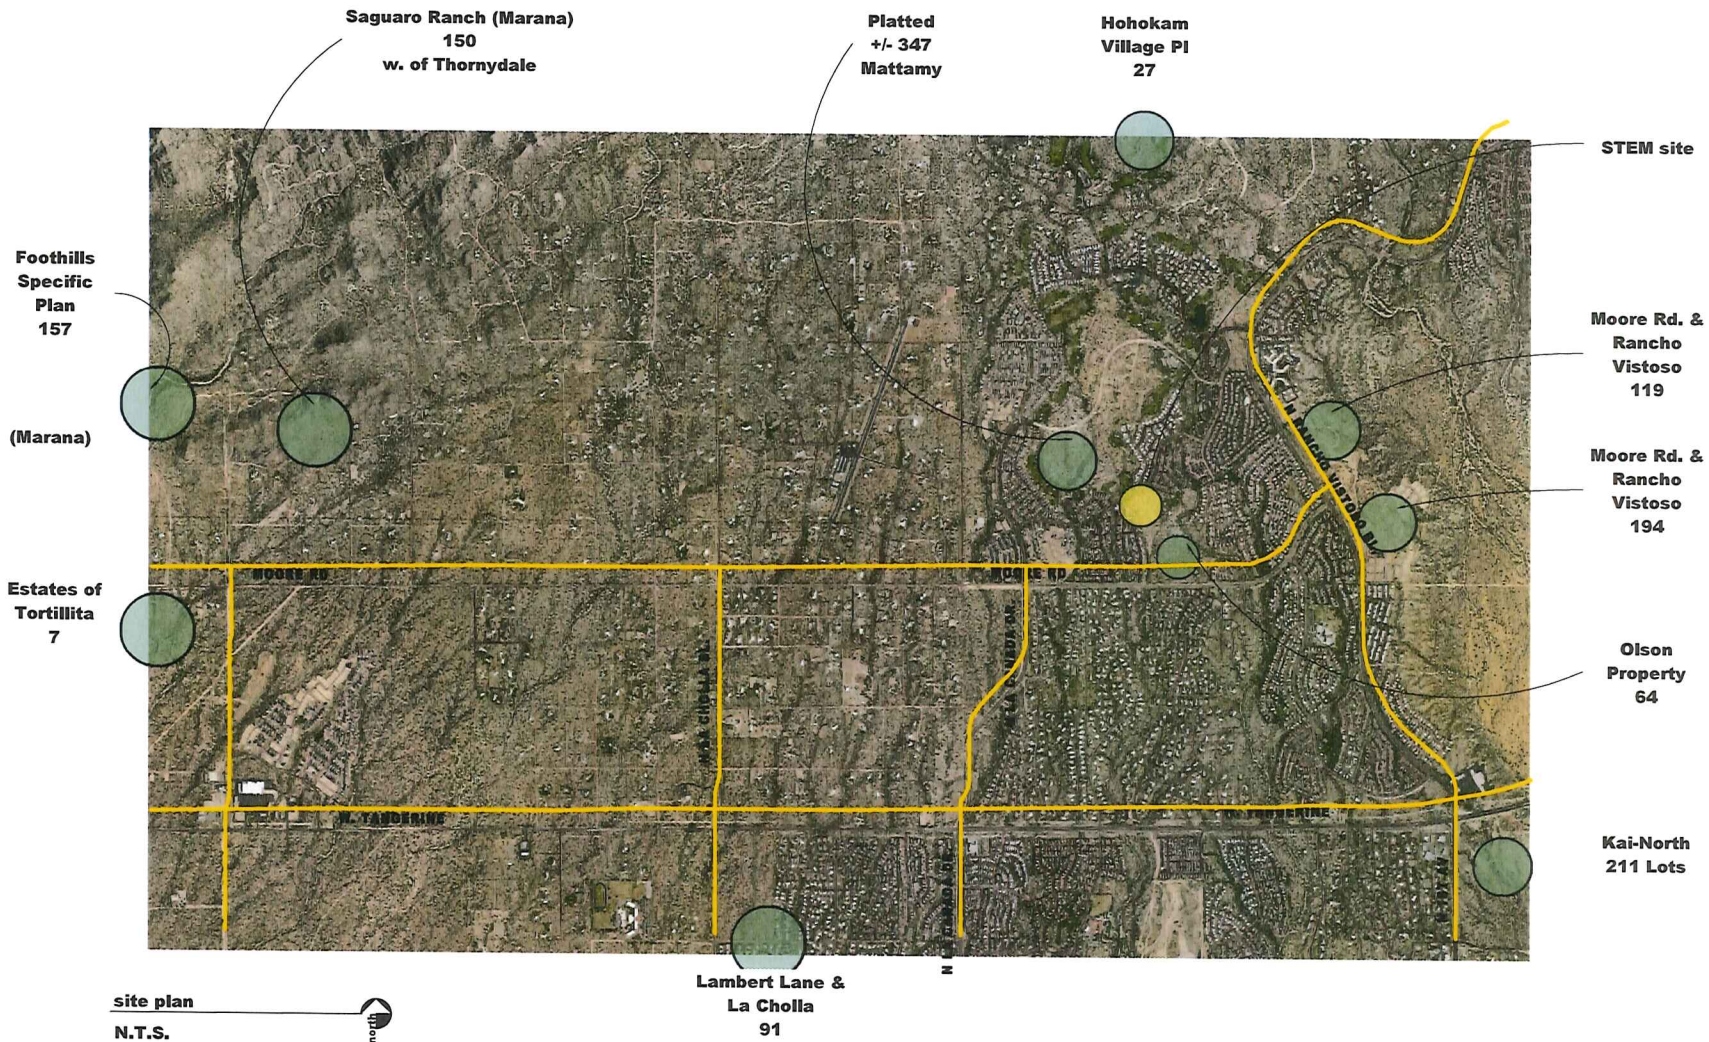 Saguaro Ranch (Marana)
150
w. of Thornydale
Platted
+/- 347
Mattamy
Hohokam
Village Pl
27
STEM site
Foothills
Specific
Plan
157
(Marana)
Moore Rd. &
Rancho
Vistoso
119
Moore Rd. &
Rancho
Vistoso
194
MOORE RD
MOORE RD
Estates of
Tortillita
7
Olson
Property
64
W. TANGERINE
Kai-North
211 Lots
Lambert Lane &
La Cholla
91
site plan
north
N.T.S.